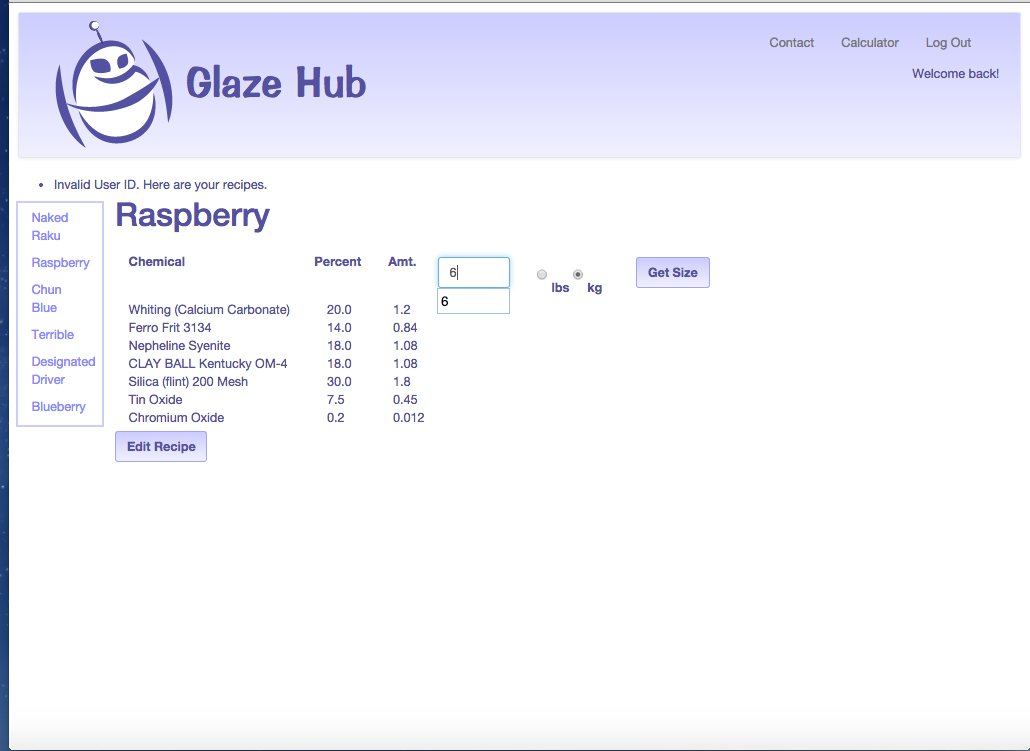 Contact Calculator Log Out
Glaze Hub
Welcome back!
Invalid User ID. Here are your recipes.
Naked
Raku
Raspberry
Chun
Blue
Terrible
Designated
Driver
Blueberry
Raspberry
Chemical Percent Amt. 6 lbs kg Get Size
6
Whiting (Calcium Carbonate) 20.0 1.2
Ferro Frit 3134 14.0 0.84
Nepheline Syenite 18.0 1.08
CLAY BALL Kentucky OM-4 18.0 1.08
Silica (flint) 200 Mesh 30.0 1.8
Tin Oxide 7.5 0.45
Chromium Oxide 0.2 0.012
Edit Recipe